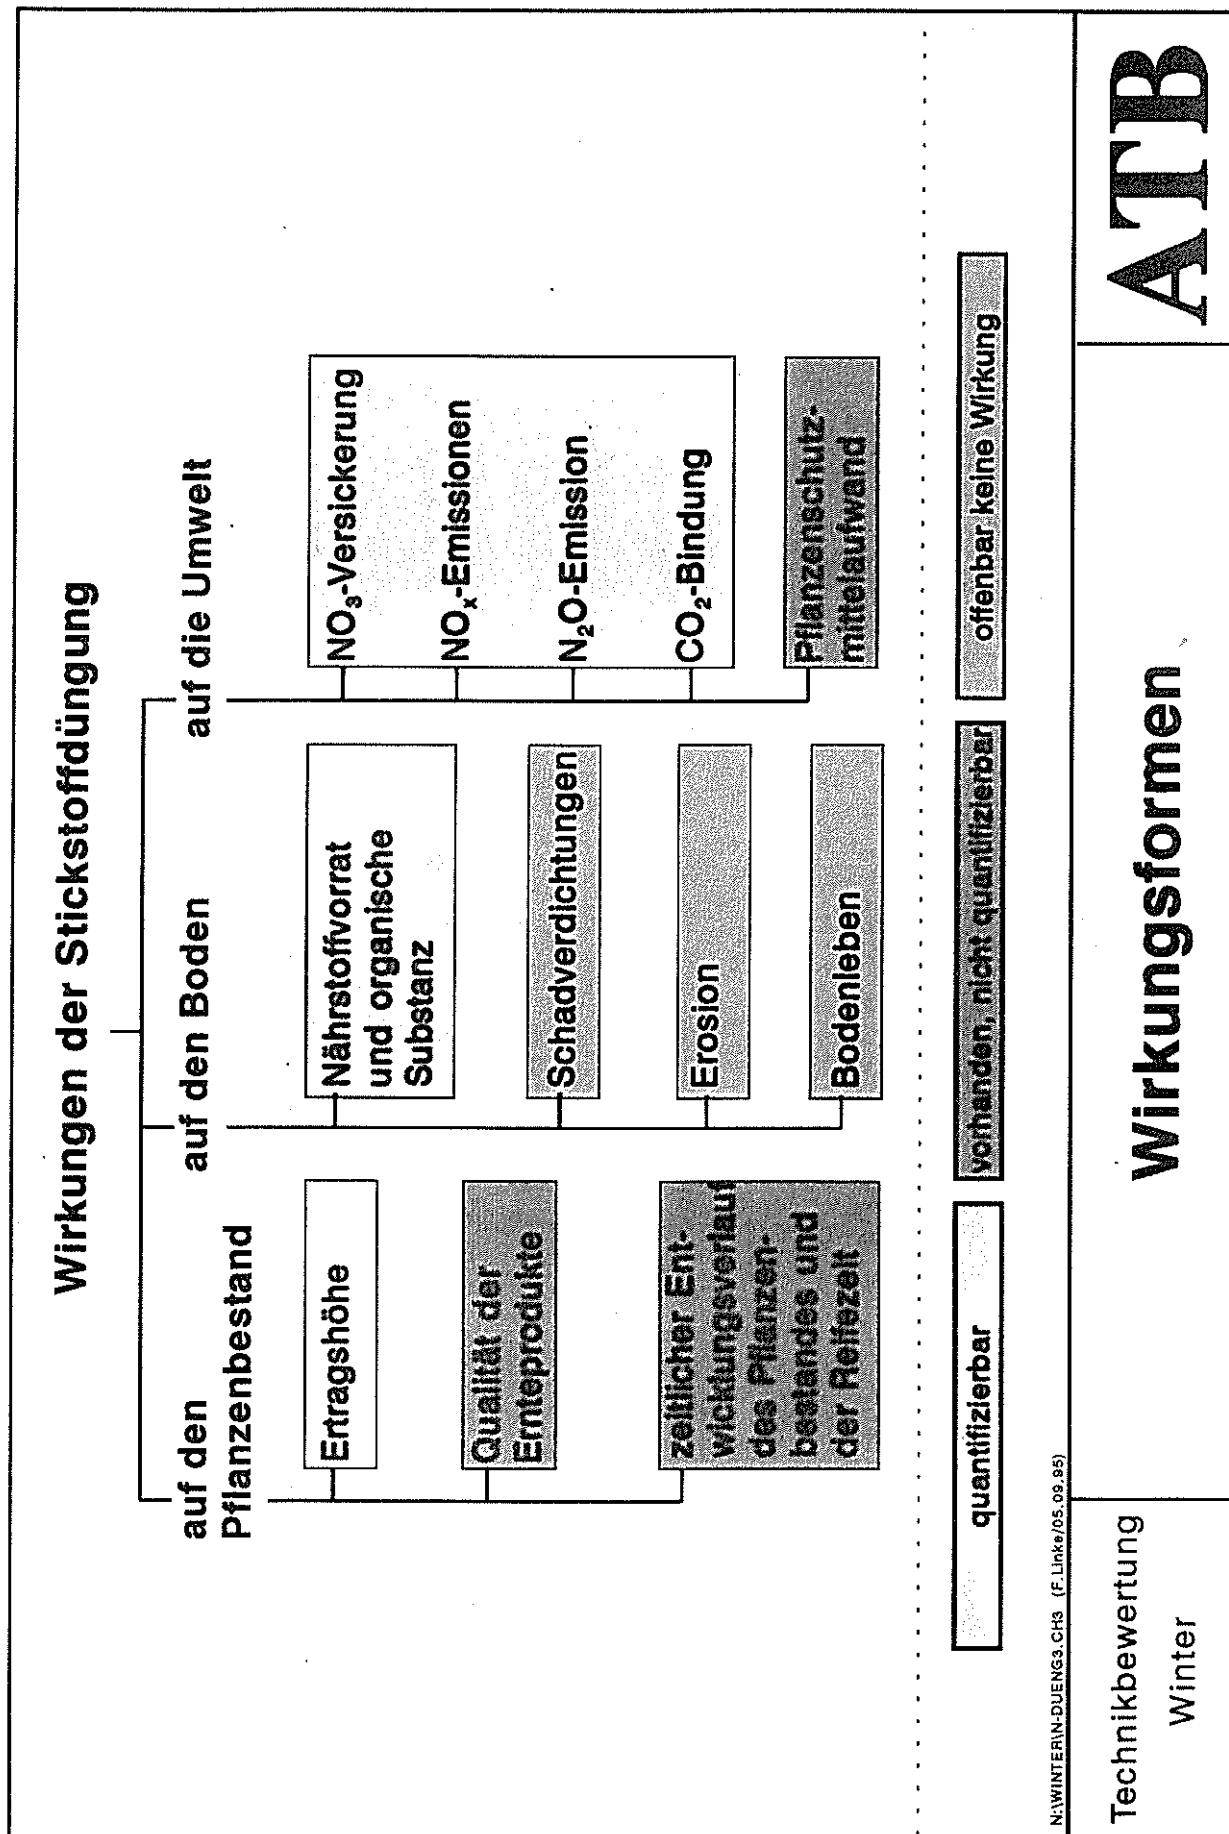 Wirkungen der Stickstoffdüngung
auf den
Pflanzenbestand
Ertragshöhe
Qualität der
Ernteprodukte
zeitlicher Ent-
wicklungsverlauf
des Pflanzen-
bestandes und
der Reifezeit
auf den Boden
Nährstoffvorrat
und organische
Substanz
Schadverdichtungen
Erosion
Bodenleben
auf die Umwelt
NO₃-Versickerung
NOₓ-Emissionen
N₂O-Emission
CO₂-Bindung
Pflanzenschutz-
mittelaufwand
quantifizierbar
vorhanden, nicht quantifizierbar
offenbar keine Wirkung
N:\WINTER\N-DUENG3.CH3 (F.Linke/05.09.95)
Technikbewertung
Winter
Wirkungsformen
ATB